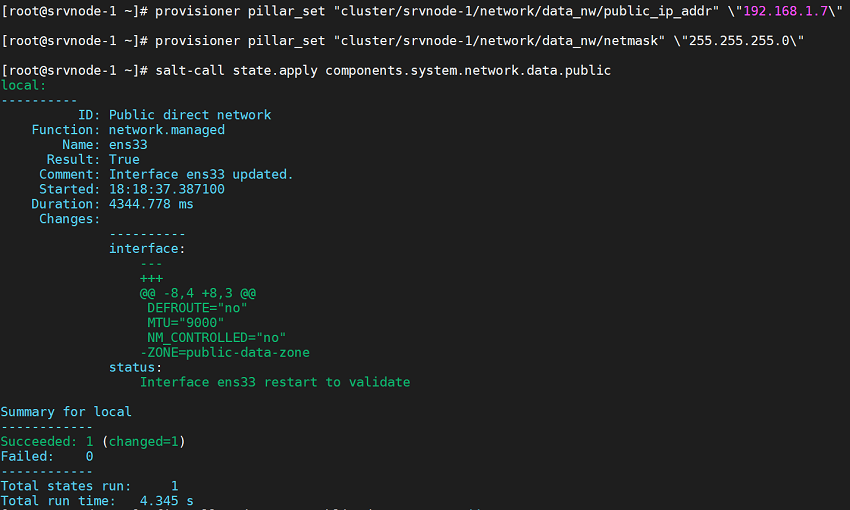 [root@srvnode-1 ~]# provisioner pillar_set "cluster/srvnode-1/network/data_nw/public_ip_addr" \"192.168.1.7\"
[root@srvnode-1 ~]# provisioner pillar_set "cluster/srvnode-1/network/data_nw/netmask" \"255.255.255.0\"
[root@srvnode-1 ~]# salt-call state.apply components.system.network.data.public
local:
----------
          ID: Public direct network
    Function: network.managed
        Name: ens33
      Result: True
     Comment: Interface ens33 updated.
     Started: 18:18:37.387100
    Duration: 4344.778 ms
     Changes:
              ----------
              interface:
                  ---
                  +++
                  @@ -8,4 +8,3 @@
                   DEFROUTE="no"
                   MTU="9000"
                   NM_CONTROLLED="no"
                  -ZONE=public-data-zone
              status:
                  Interface ens33 restart to validate
Summary for local
------------
Succeeded: 1 (changed=1)
Failed:    0
------------
Total states run:     1
Total run time:   4.345 s